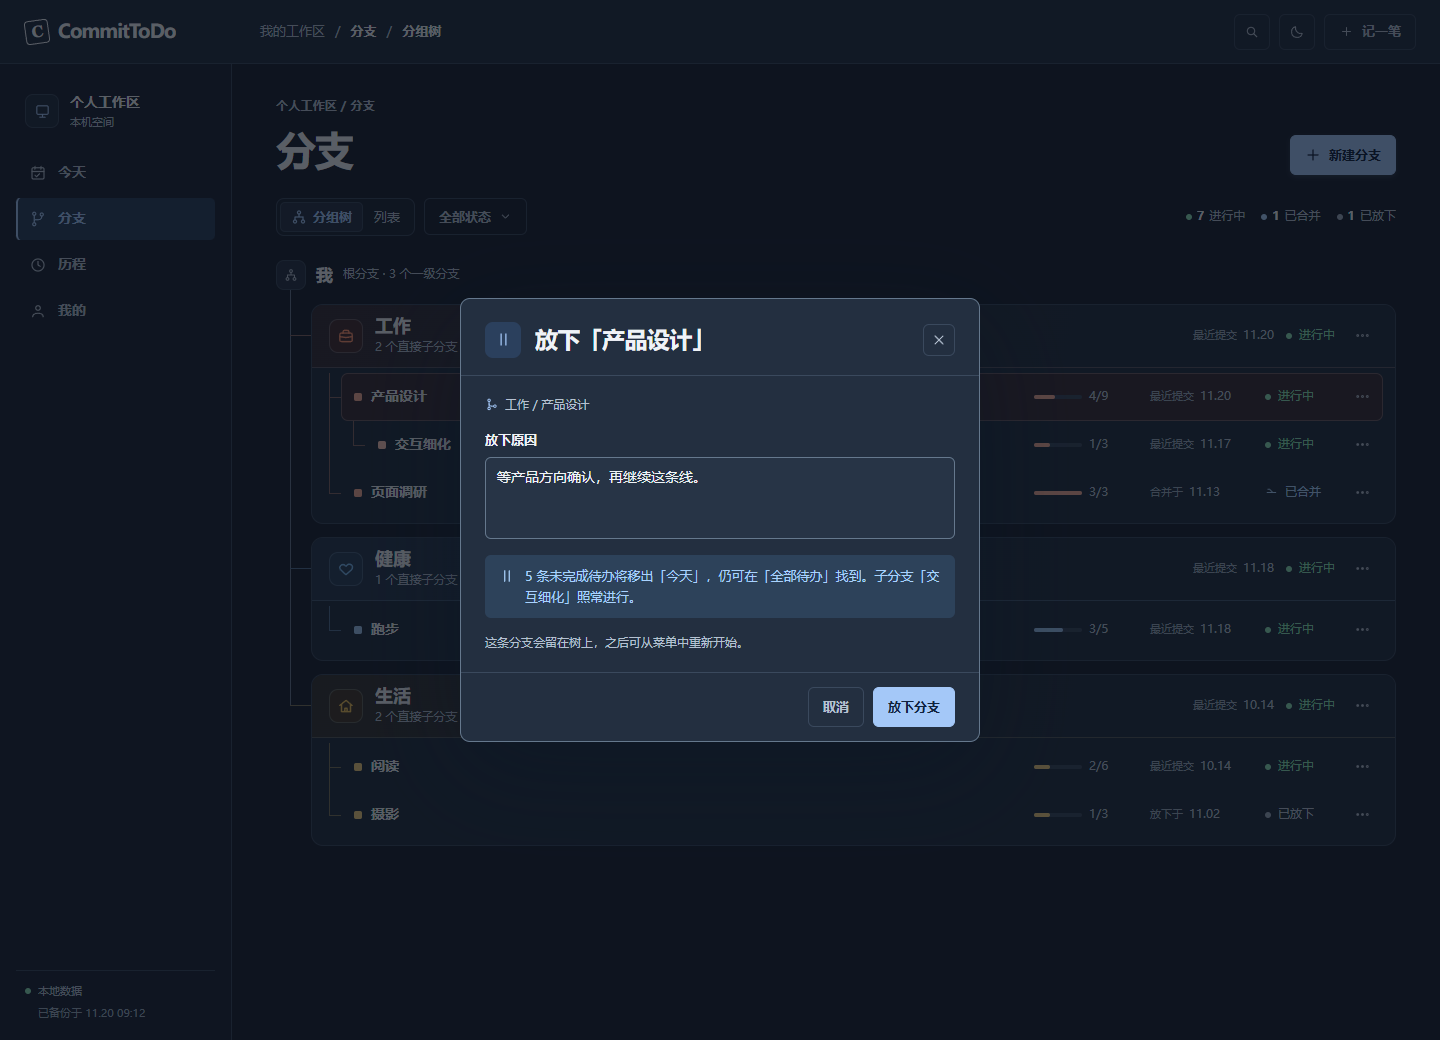 C CommitToDo
我的工作区 / 分支 / 分组树
+ 记一笔
个人工作区
本机空间
今天
分支
历程
我的
本地数据
已备份于 11.20 09:12
个人工作区 / 分支
分支
+ 新建分支
分组树 列表 全部状态
7 进行中 1 已合并 1 已放下
我 根分支 · 3 个一级分支
工作
2 个直接子分支
最近提交 11.20 进行中
产品设计 4/9 最近提交 11.20 进行中
交互细化 1/3 最近提交 11.17 进行中
页面调研 3/3 合并于 11.13 已合并
健康
1 个直接子分支
最近提交 11.18 进行中
跑步 3/5 最近提交 11.18 进行中
生活
2 个直接子分支
最近提交 10.14 进行中
阅读 2/6 最近提交 10.14 进行中
摄影 1/3 放下于 11.02 已放下
放下「产品设计」
工作 / 产品设计
放下原因
等产品方向确认，再继续这条线。
5 条未完成待办将移出「今天」，仍可在「全部待办」找到。子分支「交
互细化」照常进行。
这条分支会留在树上，之后可从菜单中重新开始。
取消 放下分支